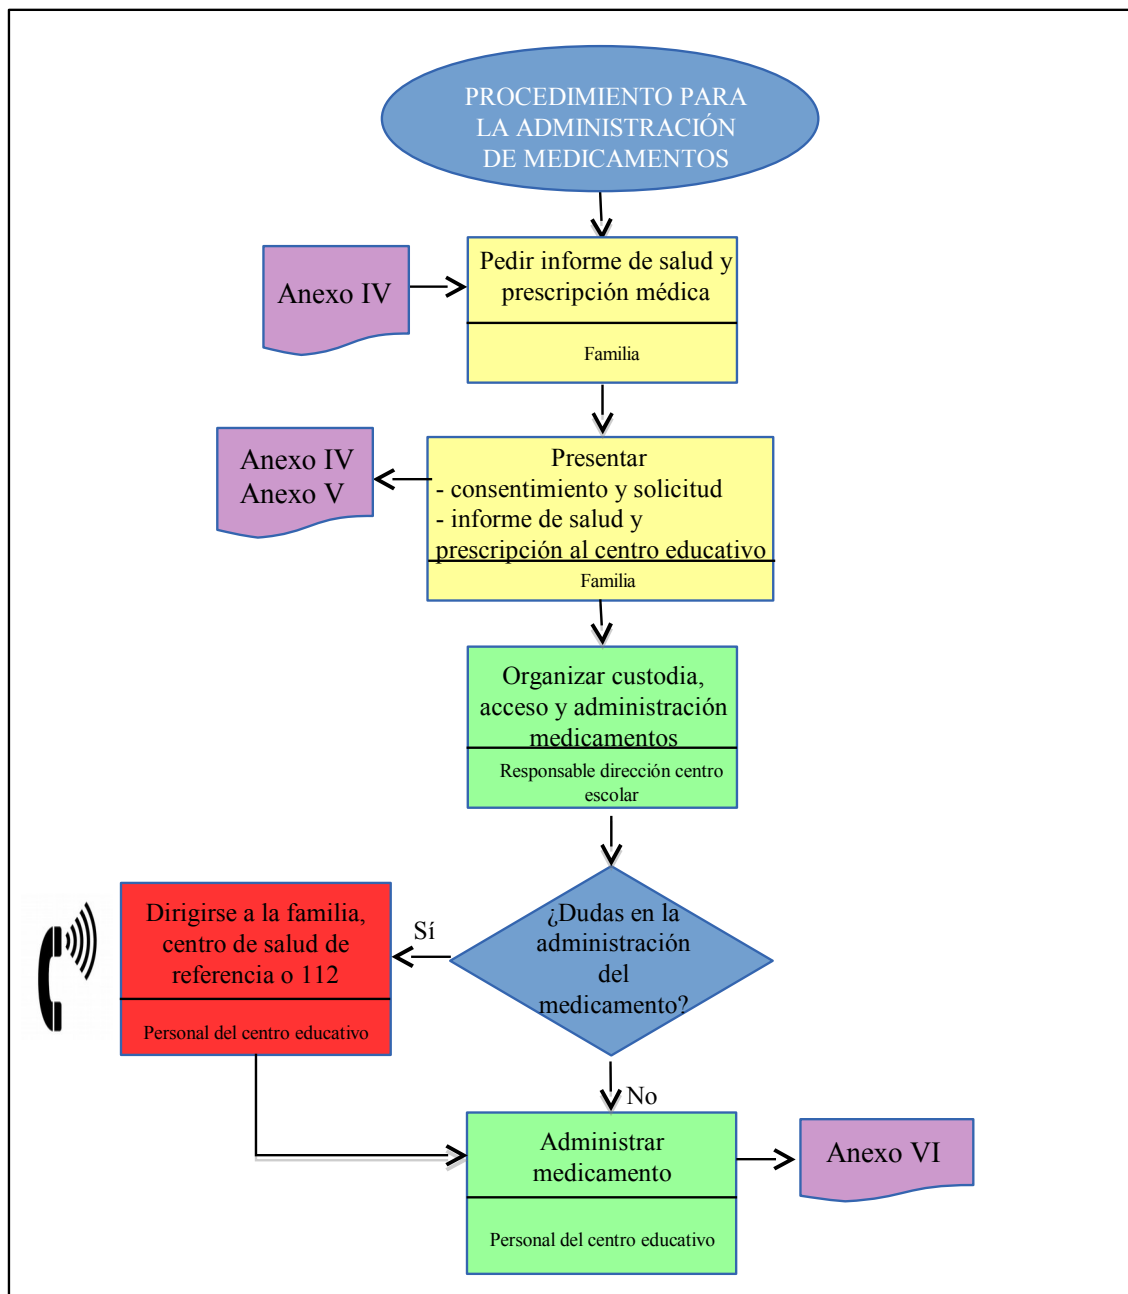 PROCEDIMIENTO PARA
LA ADMINISTRACIÓN
DE MEDICAMENTOS
Anexo IV
Pedir informe de salud y
prescripción médica
Familia
Anexo IV
Anexo V
Presentar
- consentimiento y solicitud
- informe de salud y
prescripción al centro educativo
Familia
Organizar custodia,
acceso y administración
medicamentos
Responsable dirección centro
escolar
¿Dudas en la
administración
del
medicamento?
Sí
Dirigirse a la familia,
centro de salud de
referencia o 112
Personal del centro educativo
No
Administrar
medicamento
Personal del centro educativo
Anexo VI